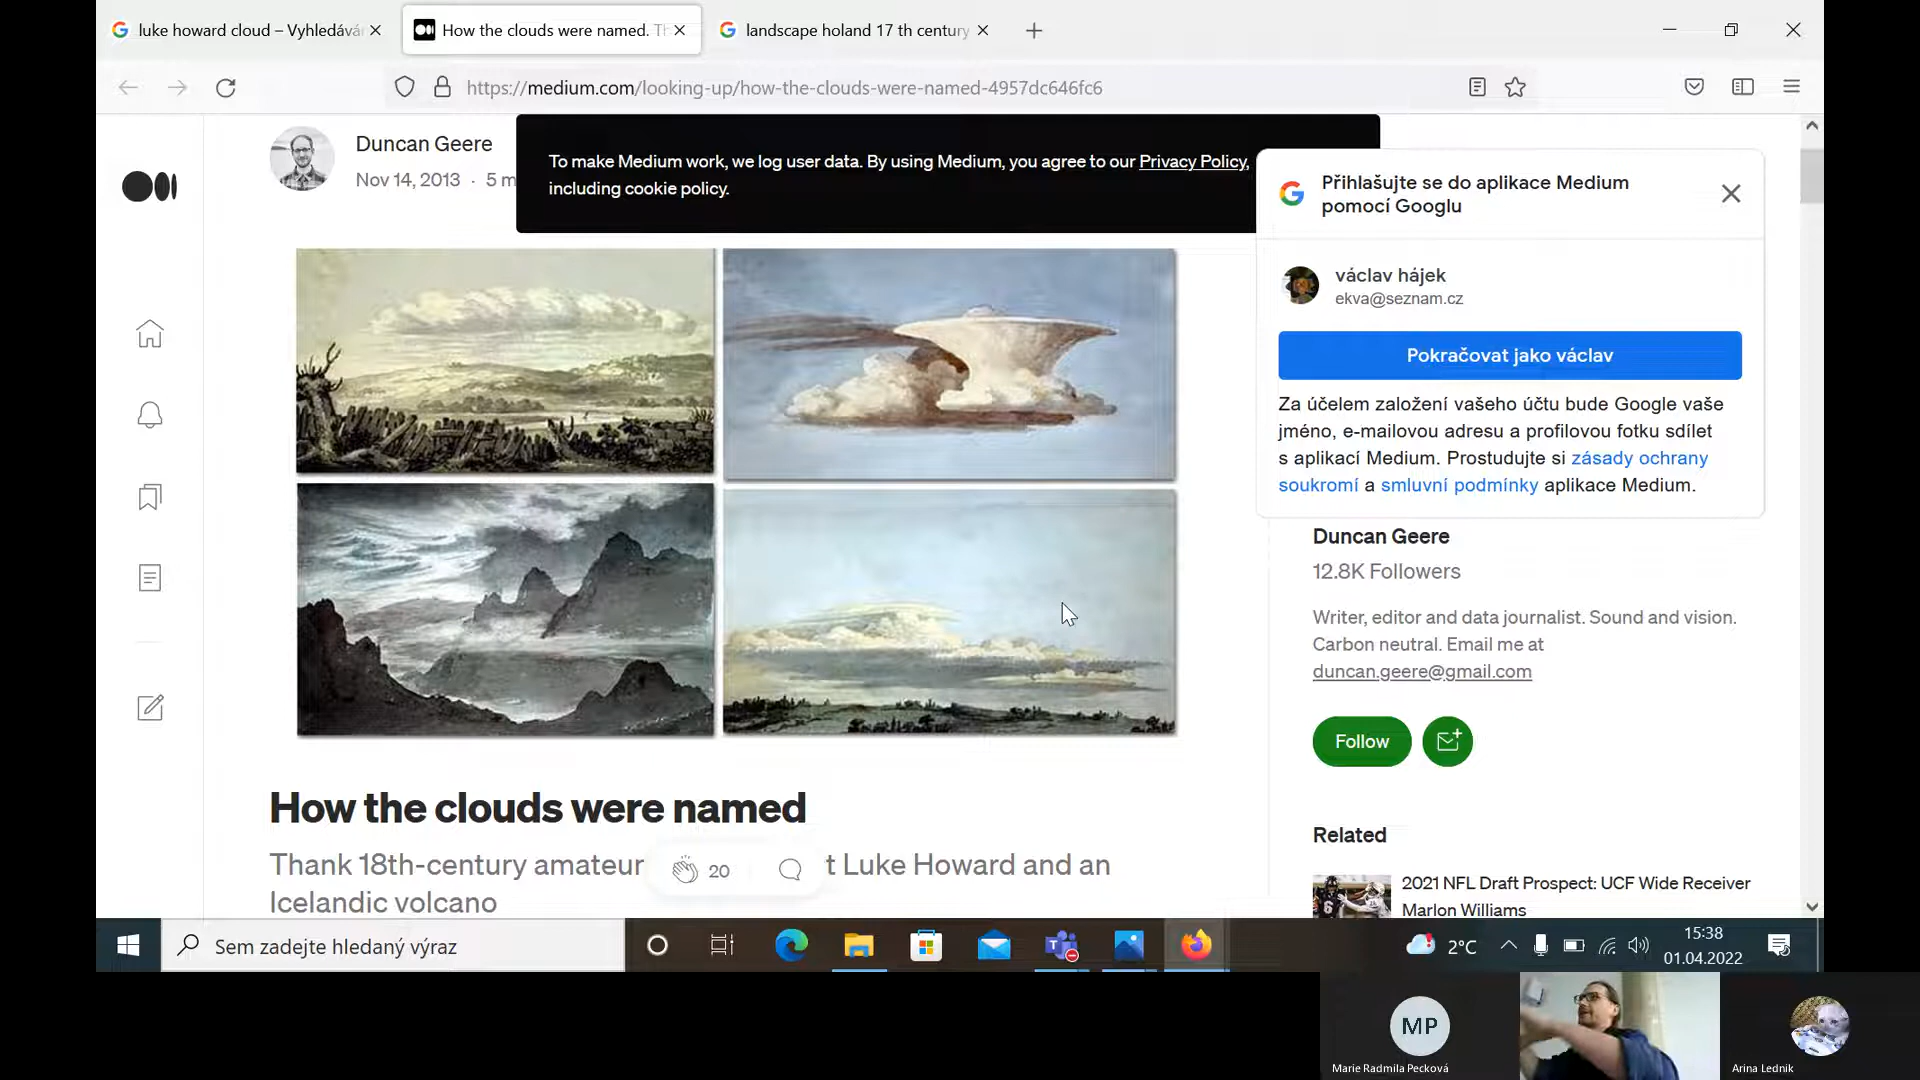 luke howard cloud – Vyhledává
How the clouds were named. Th
landscape holand 17 th century
https://medium.com/looking-up/how-the-clouds-were-named-4957dc646fc6
Duncan Geere
Nov 14, 2013 · 5 m
To make Medium work, we log user data. By using Medium, you agree to our Privacy Policy,
including cookie policy.
Přihlašujte se do aplikace Medium
pomocí Googlu
václav hájek
ekva@seznam.cz
Pokračovat jako václav
Za účelem založení vašeho účtu bude Google vaše
jméno, e-mailovou adresu a profilovou fotku sdílet
s aplikací Medium. Prostudujte si zásady ochrany
soukromí a smluvní podmínky aplikace Medium.
Duncan Geere
12.8K Followers
Writer, editor and data journalist. Sound and vision.
Carbon neutral. Email me at
duncan.geere@gmail.com
Follow
How the clouds were named
Thank 18th-century amateur t Luke Howard and an
Icelandic volcano
20
Related
2021 NFL Draft Prospect: UCF Wide Receiver
Marlon Williams
Sem zadejte hledaný výraz
2°C
15:38
01.04.2022
MP
Marie Radmila Pecková
Arina Lednik